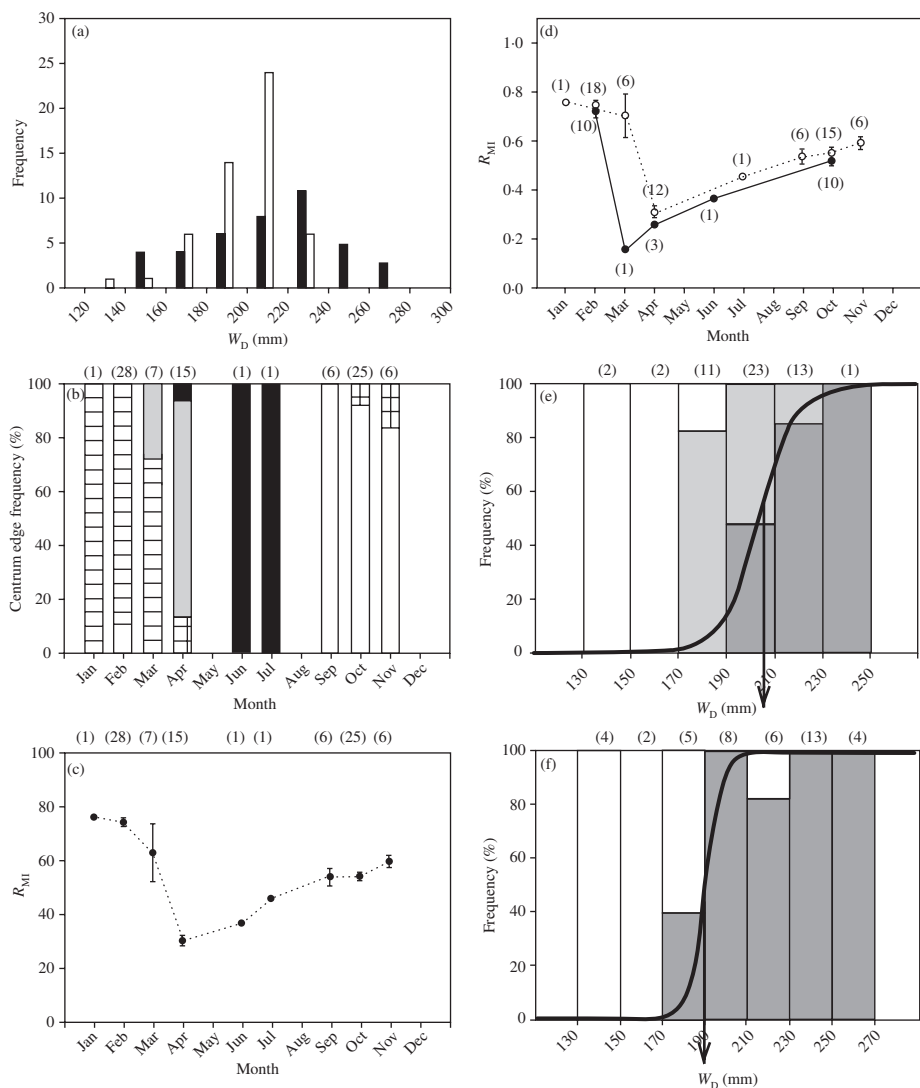 (a)
30
25
20
15
10
5
0
Frequency
120 140 160 180 200 220 240 260 280 300
W_D (mm)
(d)
1·0
0·8
0·6
0·4
0·2
0·0
R_MI
(1) (18) (6) (10) (12) (1) (3) (1) (1) (6) (15) (10) (6)
Jan Feb Mar Apr May Jun Jul Aug Sep Oct Nov Dec
Month
(1) (28) (7) (15) (1) (1) (6) (25) (6)
(b)
100
80
60
40
20
0
Centrum edge frequency (%)
Jan Feb Mar Apr May Jun Jul Aug Sep Oct Nov Dec
Month
(e)
(2) (2) (11) (23) (13) (1)
100
80
60
40
20
0
Frequency (%)
130 150 170 190 210 230 250
W_D (mm)
(1) (28) (7) (15) (1) (1) (6) (25) (6)
(c)
100
80
60
40
20
0
R_MI
Jan Feb Mar Apr May Jun Jul Aug Sep Oct Nov Dec
Month
(f)
(4) (2) (5) (8) (6) (13) (4)
100
80
60
40
20
0
Frequency (%)
130 150 170 190 210 230 250 270
W_D (mm)